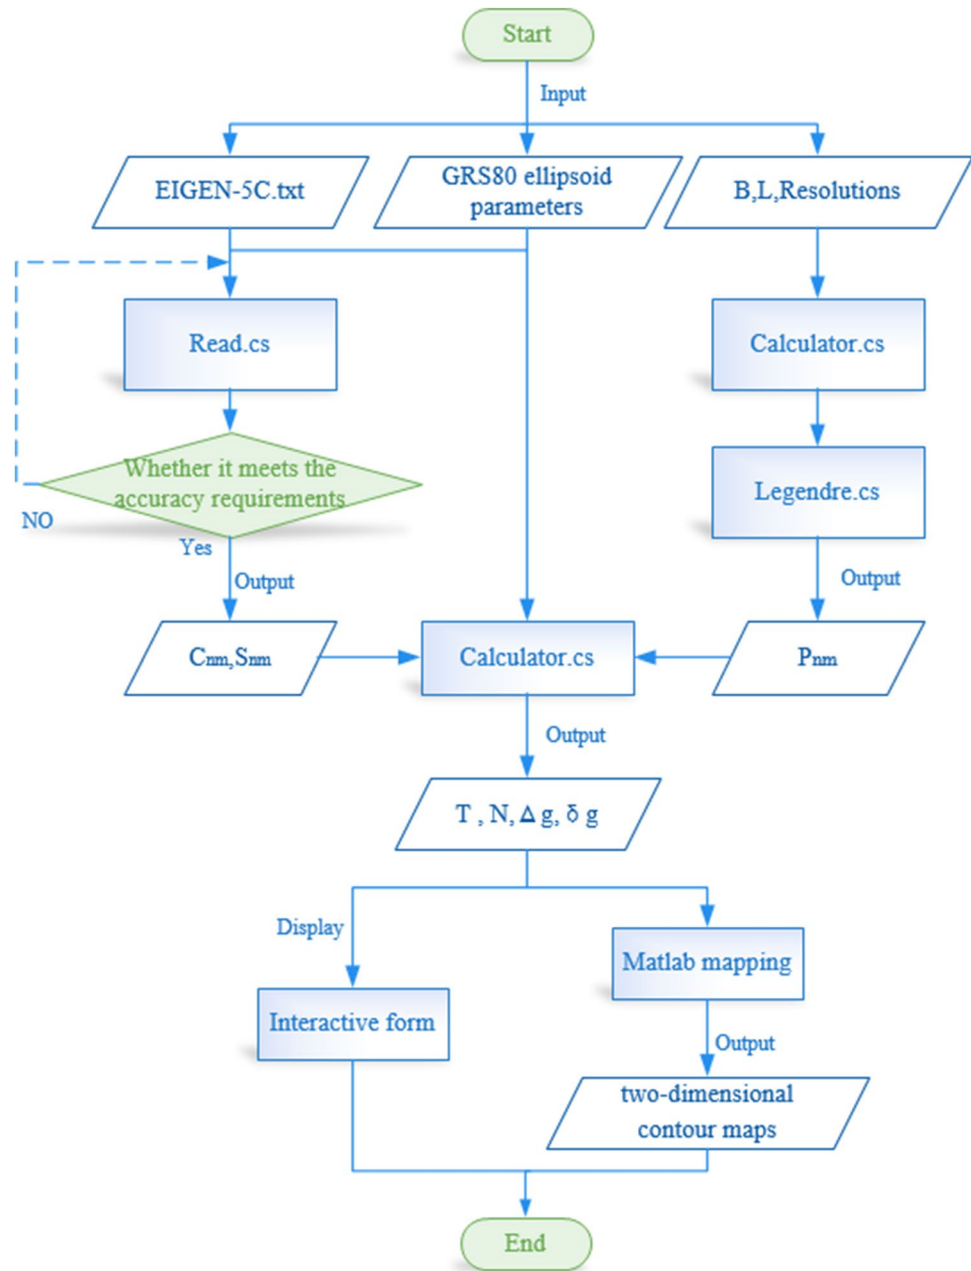 Start
Input
EIGEN-5C.txt
GRS80 ellipsoid
parameters
B,L,Resolutions
Read.cs
Calculator.cs
Whether it meets the
accuracy requirements
NO
Yes
Legendre.cs
Output
Output
Cnm,Snm
Calculator.cs
Pnm
Output
T , N, Δ g, δ g
Display
Matlab mapping
Interactive form
Output
two-dimensional
contour maps
End